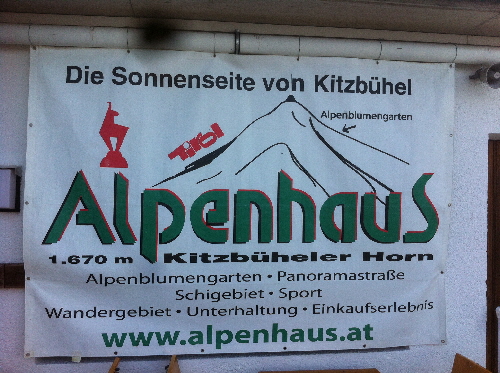 Die Sonnenseite von Kitzbühel
Alpenblumengarten
Tirol
Alpenhaus
1.670 m Kitzbüheler Horn
Alpenblumengarten • Panoramastraße
Schigebiet • Sport
Wandergebiet • Unterhaltung • Einkaufserlebnis
www.alpenhaus.at